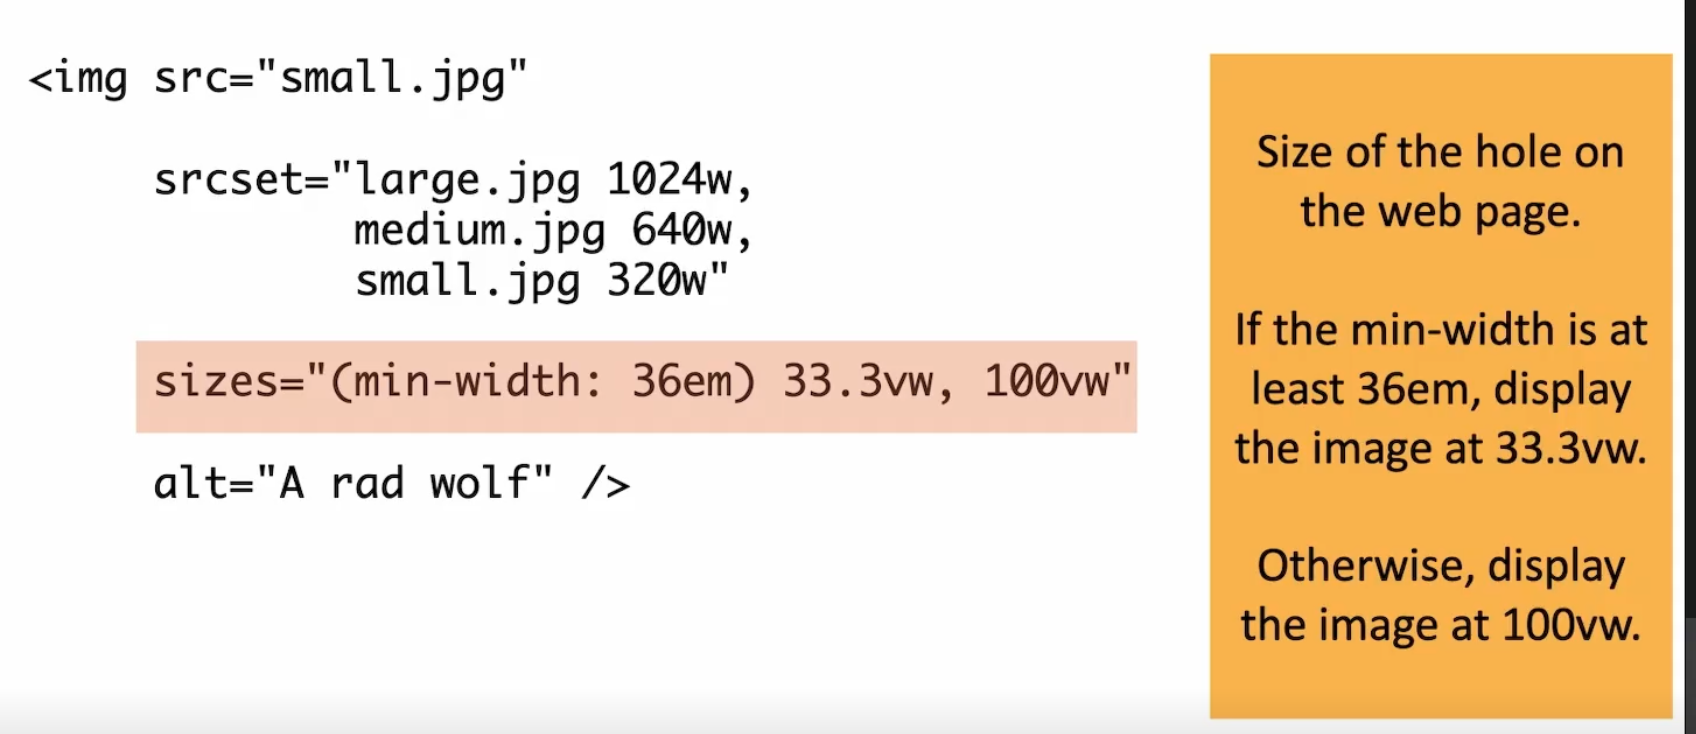 <img src="small.jpg"
srcset="large.jpg 1024w,
medium.jpg 640w,
small.jpg 320w"
sizes="(min-width: 36em) 33.3vw, 100vw"
alt="A rad wolf" />
Size of the hole on
the web page.
If the min-width is at
least 36em, display
the image at 33.3vw.
Otherwise, display
the image at 100vw.